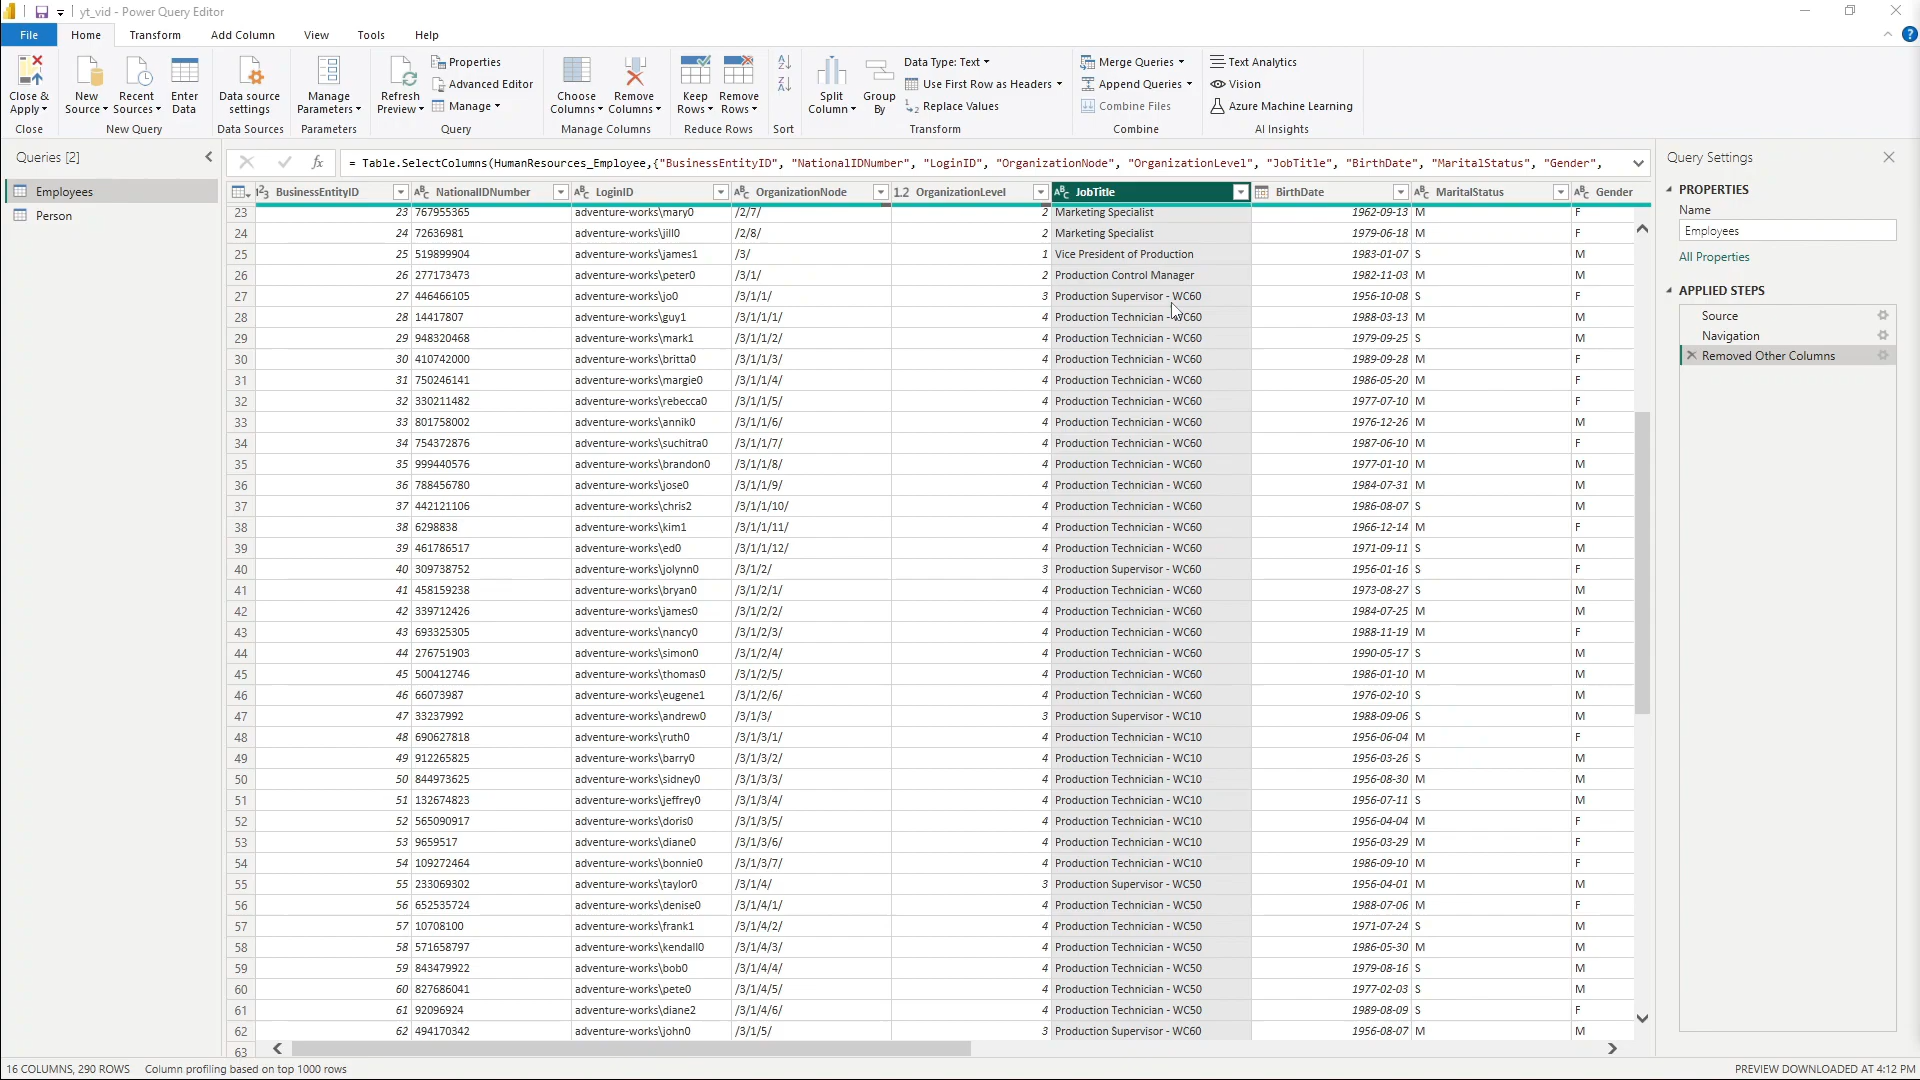 yt_vid - Power Query Editor
File Home Transform Add Column View Tools Help
Close & Apply New Source Recent Sources Enter Data Data source settings Manage Parameters Refresh Preview Properties Advanced Editor Manage Choose Columns Remove Columns Keep Rows Remove Rows Split Column Group By Data Type: Text Use First Row as Headers Replace Values Merge Queries Append Queries Combine Files Text Analytics Vision Azure Machine Learning
Close New Query Data Sources Parameters Query Manage Columns Reduce Rows Sort Transform Combine AI Insights
Queries [2]
Employees
Person
= Table.SelectColumns(HumanResources_Employee,{"BusinessEntityID", "NationalIDNumber", "LoginID", "OrganizationNode", "OrganizationLevel", "JobTitle", "BirthDate", "MaritalStatus", "Gender",
BusinessEntityID NationalIDNumber LoginID OrganizationNode 1.2 OrganizationLevel JobTitle BirthDate MaritalStatus Gender
23 23 767955365 adventure-works\mary0 /2/7/ 2 Marketing Specialist 1962-09-13 M F
24 24 72636981 adventure-works\jill0 /2/8/ 2 Marketing Specialist 1979-06-18 M F
25 25 519899904 adventure-works\james1 /3/ 1 Vice President of Production 1983-01-07 S M
26 26 277173473 adventure-works\peter0 /3/1/ 2 Production Control Manager 1982-11-03 M M
27 27 446466105 adventure-works\jo0 /3/1/1/ 3 Production Supervisor - WC60 1956-10-08 S F
28 28 14417807 adventure-works\guy1 /3/1/1/1/ 4 Production Technician - WC60 1988-03-13 M M
29 29 948320468 adventure-works\mark1 /3/1/1/2/ 4 Production Technician - WC60 1979-09-25 S M
30 30 410742000 adventure-works\britta0 /3/1/1/3/ 4 Production Technician - WC60 1989-09-28 M F
31 31 750246141 adventure-works\margie0 /3/1/1/4/ 4 Production Technician - WC60 1986-05-20 M F
32 32 330211482 adventure-works\rebecca0 /3/1/1/5/ 4 Production Technician - WC60 1977-07-10 M F
33 33 801758002 adventure-works\annik0 /3/1/1/6/ 4 Production Technician - WC60 1976-12-26 M M
34 34 754372876 adventure-works\suchitra0 /3/1/1/7/ 4 Production Technician - WC60 1987-06-10 M F
35 35 999440576 adventure-works\brandon0 /3/1/1/8/ 4 Production Technician - WC60 1977-01-10 M M
36 36 788456780 adventure-works\jose0 /3/1/1/9/ 4 Production Technician - WC60 1984-07-31 M M
37 37 442121106 adventure-works\chris2 /3/1/1/10/ 4 Production Technician - WC60 1986-08-07 S M
38 38 6298838 adventure-works\kim1 /3/1/1/11/ 4 Production Technician - WC60 1966-12-14 M F
39 39 461786517 adventure-works\ed0 /3/1/1/12/ 4 Production Technician - WC60 1971-09-11 S M
40 40 309738752 adventure-works\jolynn0 /3/1/2/ 3 Production Supervisor - WC60 1956-01-16 S F
41 41 458159238 adventure-works\bryan0 /3/1/2/1/ 4 Production Technician - WC60 1973-08-27 S M
42 42 339712426 adventure-works\james0 /3/1/2/2/ 4 Production Technician - WC60 1984-07-25 M M
43 43 693325305 adventure-works\nancy0 /3/1/2/3/ 4 Production Technician - WC60 1988-11-19 M F
44 44 276751903 adventure-works\simon0 /3/1/2/4/ 4 Production Technician - WC60 1990-05-17 S M
45 45 500412746 adventure-works\thomas0 /3/1/2/5/ 4 Production Technician - WC60 1986-01-10 M M
46 46 66073987 adventure-works\eugene1 /3/1/2/6/ 4 Production Technician - WC60 1976-02-10 S M
47 47 33237992 adventure-works\andrew0 /3/1/3/ 3 Production Supervisor - WC10 1988-09-06 S M
48 48 690627818 adventure-works\ruth0 /3/1/3/1/ 4 Production Technician - WC10 1956-06-04 M F
49 49 912265825 adventure-works\barry0 /3/1/3/2/ 4 Production Technician - WC10 1956-03-26 S M
50 50 844973625 adventure-works\sidney0 /3/1/3/3/ 4 Production Technician - WC10 1956-08-30 M M
51 51 132674823 adventure-works\jeffrey0 /3/1/3/4/ 4 Production Technician - WC10 1956-07-11 S M
52 52 565090917 adventure-works\doris0 /3/1/3/5/ 4 Production Technician - WC10 1956-04-04 M F
53 53 9659517 adventure-works\diane0 /3/1/3/6/ 4 Production Technician - WC10 1956-03-29 M F
54 54 109272464 adventure-works\bonnie0 /3/1/3/7/ 4 Production Technician - WC10 1986-09-10 M F
55 55 233069302 adventure-works\taylor0 /3/1/4/ 3 Production Supervisor - WC50 1956-04-01 M M
56 56 652535724 adventure-works\denise0 /3/1/4/1/ 4 Production Technician - WC50 1988-07-06 M F
57 57 10708100 adventure-works\frank1 /3/1/4/2/ 4 Production Technician - WC50 1971-07-24 S M
58 58 571658797 adventure-works\kendall0 /3/1/4/3/ 4 Production Technician - WC50 1986-05-30 M M
59 59 843479922 adventure-works\bob0 /3/1/4/4/ 4 Production Technician - WC50 1979-08-16 S M
60 60 827686041 adventure-works\pete0 /3/1/4/5/ 4 Production Technician - WC50 1977-02-03 S M
61 61 92096924 adventure-works\diane2 /3/1/4/6/ 4 Production Technician - WC50 1989-08-09 S F
62 62 494170342 adventure-works\john0 /3/1/5/ 3 Production Supervisor - WC60 1956-08-07 M M
63
Query Settings
PROPERTIES
Name
Employees
All Properties
APPLIED STEPS
Source
Navigation
Removed Other Columns
16 COLUMNS, 290 ROWS Column profiling based on top 1000 rows PREVIEW DOWNLOADED AT 4:12 PM